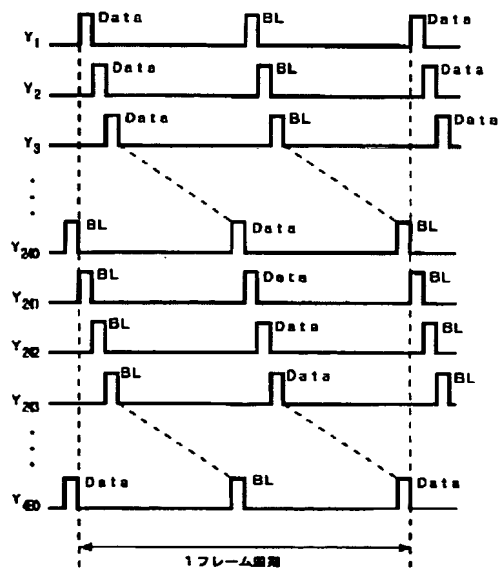 Y1 Data BL Data
Y2 Data BL Data
Y3 Data BL Data
Y240 BL Data BL
Y241 BL Data BL
Y242 BL Data BL
Y243 BL Data BL
Y480 Data BL Data
1フレーム期間